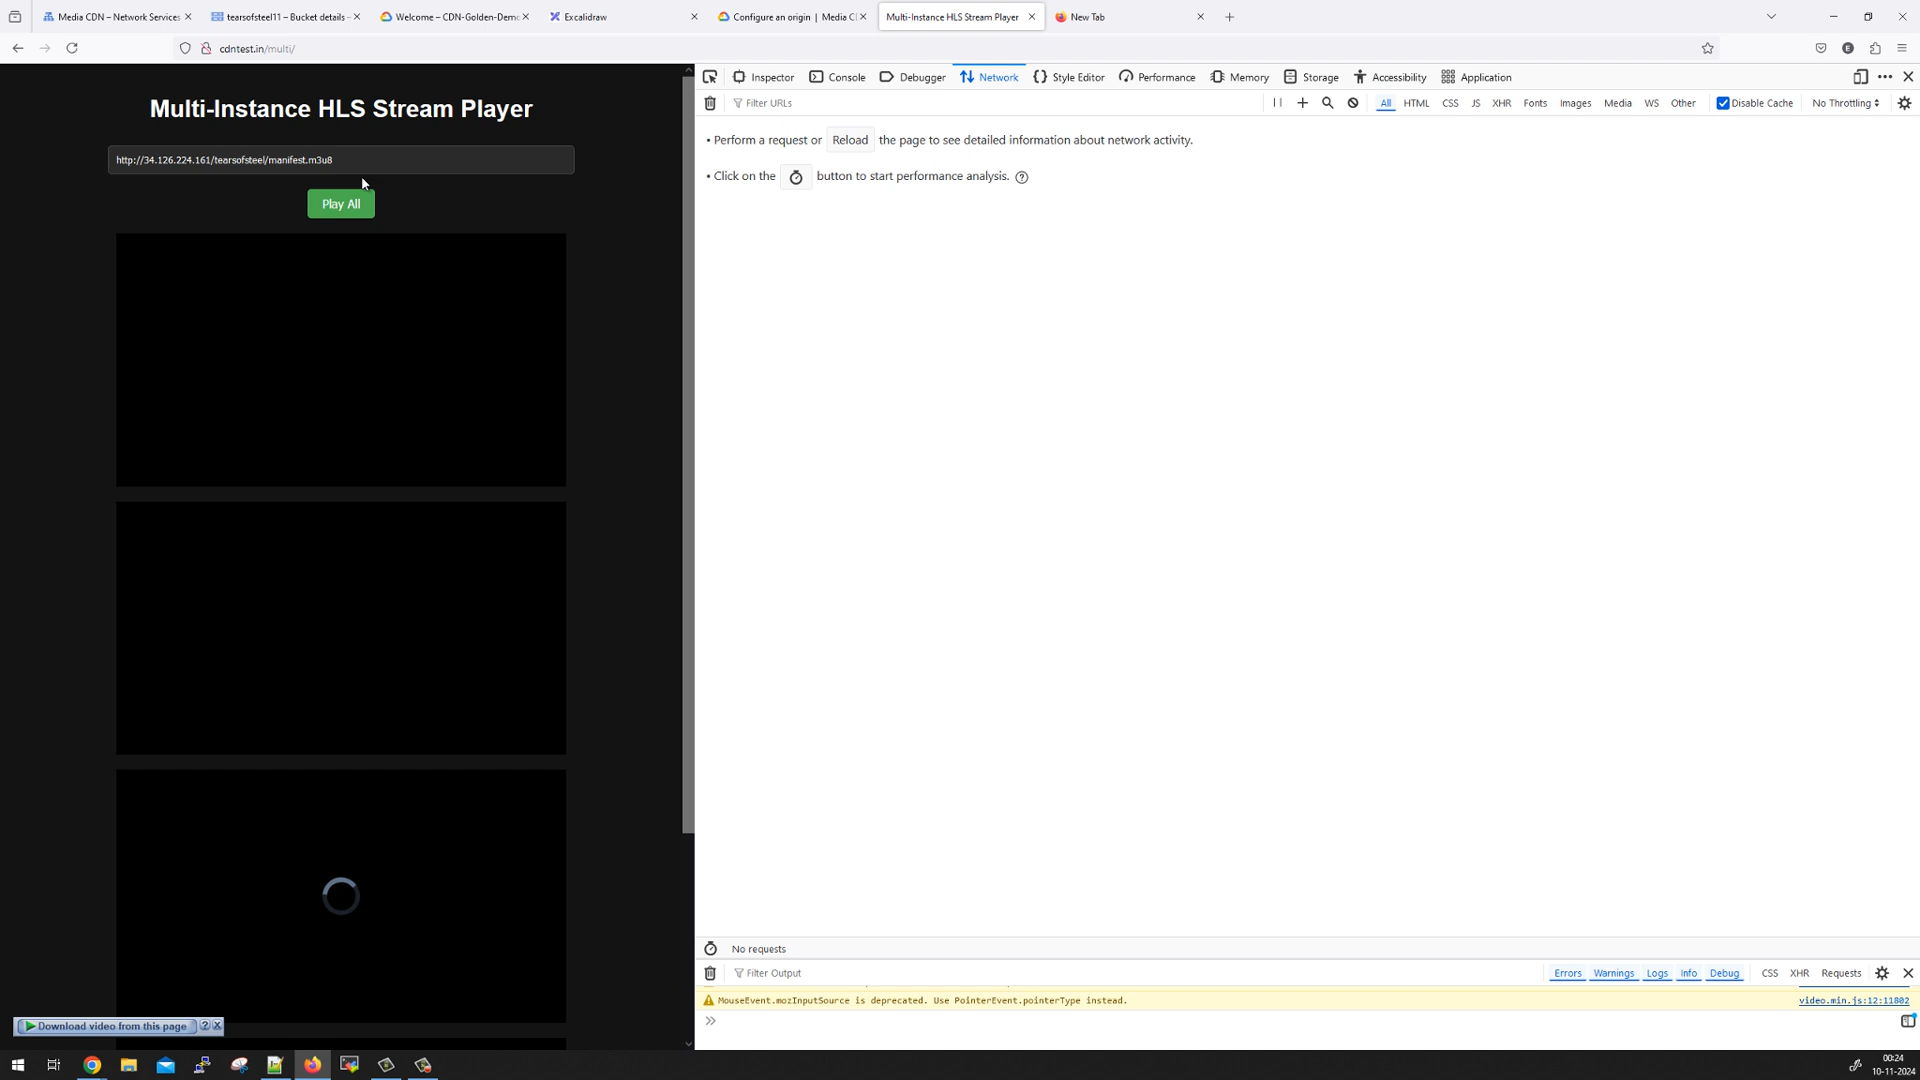 Media CDN – Network Services
tearsofsteel11 – Bucket details –
Welcome – CDN-Golden-Demo
Excalidraw
Configure an origin | Media C
Multi-Instance HLS Stream Player
New Tab
cdntest.in/multi/
Inspector
Console
Debugger
Network
Style Editor
Performance
Memory
Storage
Accessibility
Application
Filter URLs
All
HTML
CSS
JS
XHR
Fonts
Images
Media
WS
Other
Disable Cache
No Throttling
Multi-Instance HLS Stream Player
http://34.126.224.161/tearsofsteel/manifest.m3u8
Play All
• Perform a request or Reload the page to see detailed information about network activity.
• Click on the button to start performance analysis. ?
No requests
Filter Output
Errors
Warnings
Logs
Info
Debug
CSS
XHR
Requests
MouseEvent.mozInputSource is deprecated. Use PointerEvent.pointerType instead.
video.min.js:12:11802
Download video from this page
00:24
10-11-2024